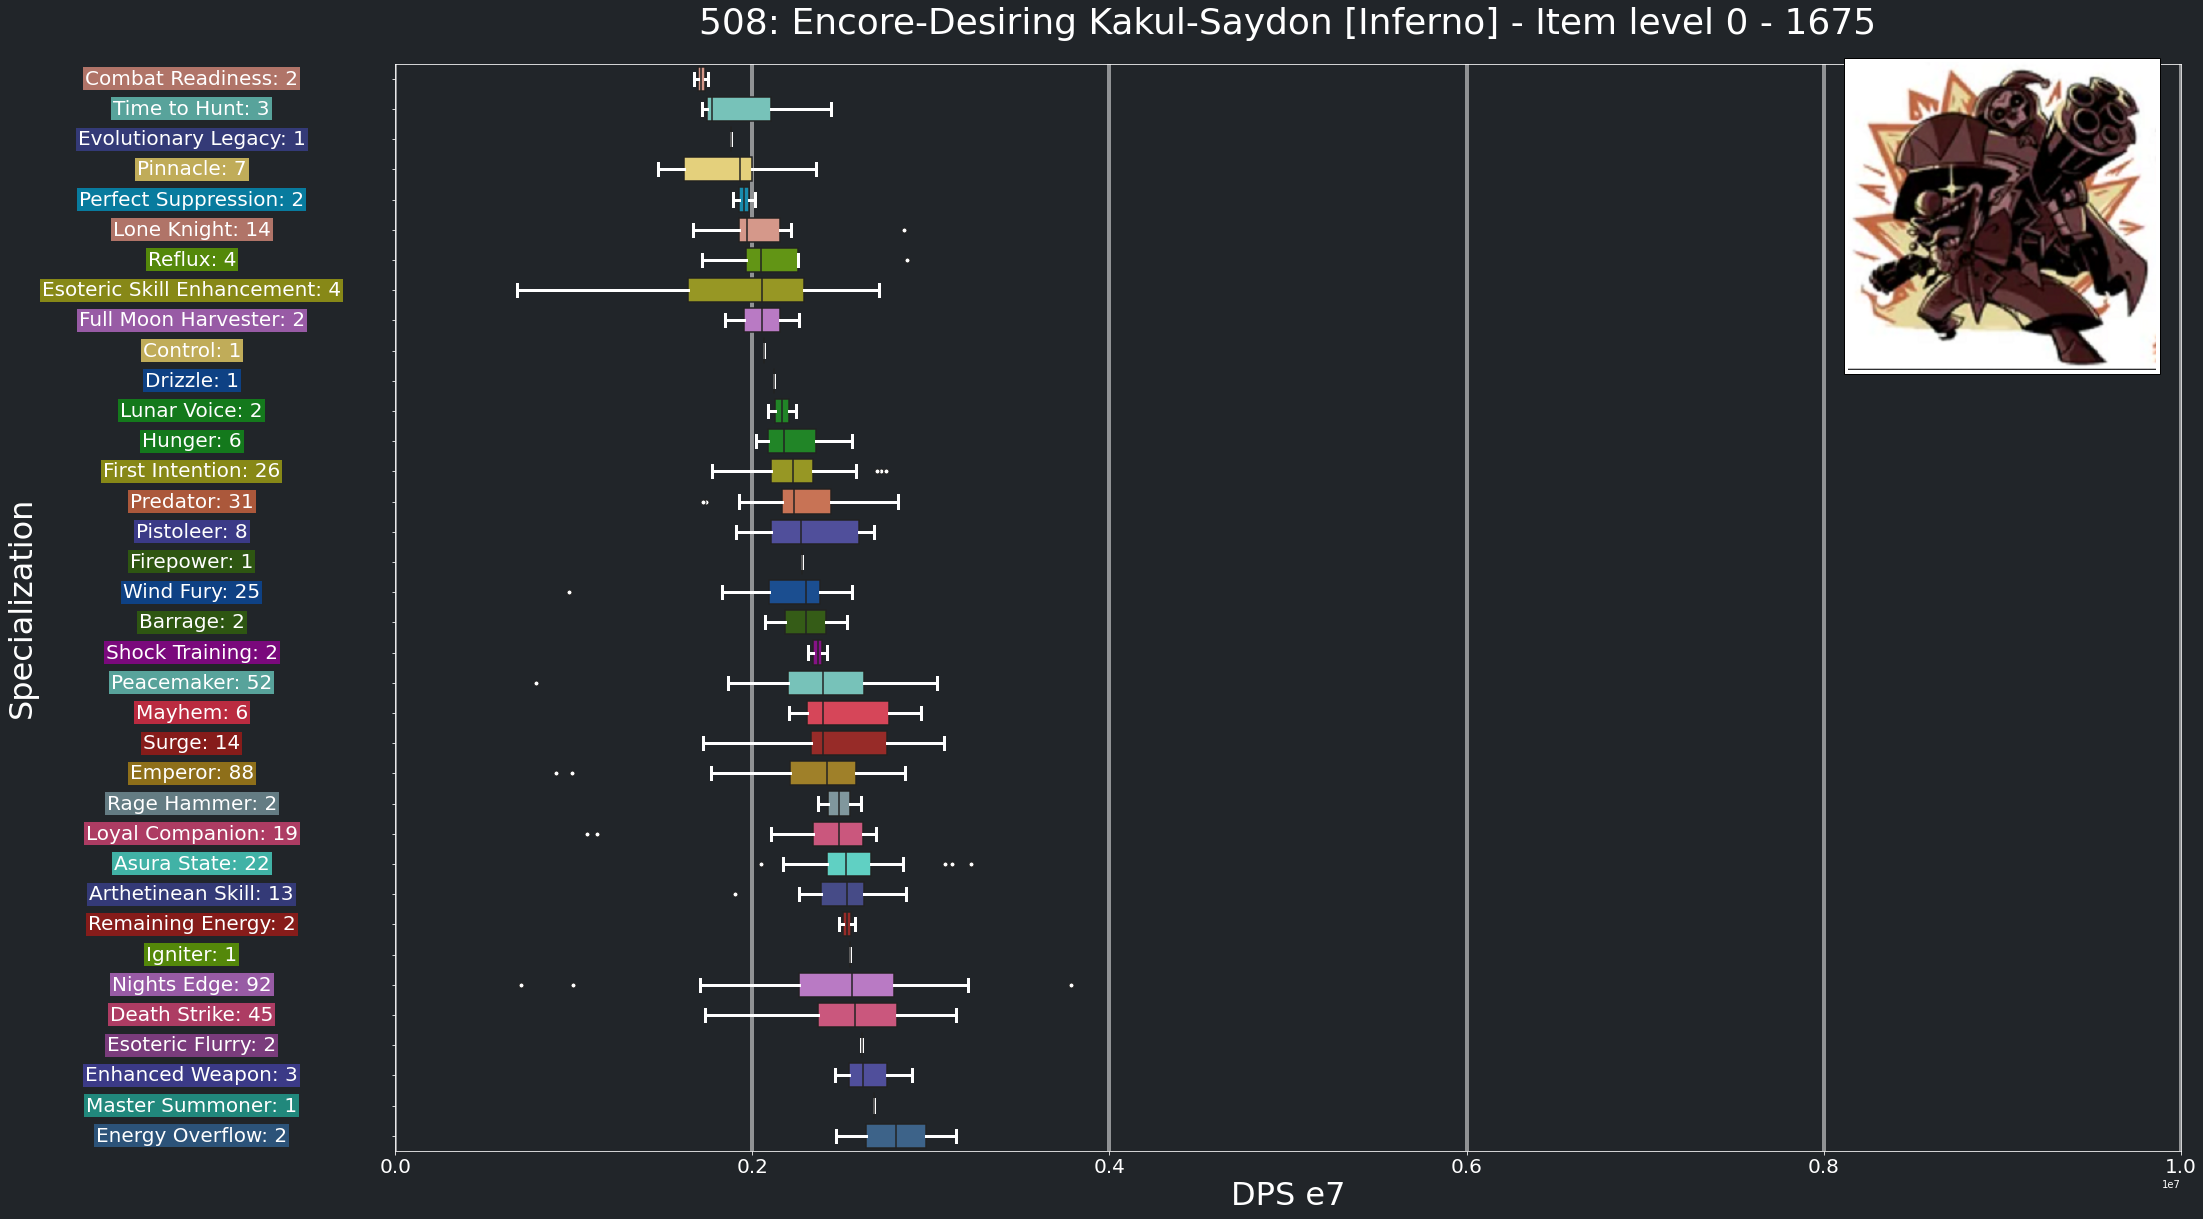 508: Encore-Desiring Kakul-Saydon [Inferno] - Item level 0 - 1675
Specialization
Combat Readiness: 2
Time to Hunt: 3
Evolutionary Legacy: 1
Pinnacle: 7
Perfect Suppression: 2
Lone Knight: 14
Reflux: 4
Esoteric Skill Enhancement: 4
Full Moon Harvester: 2
Control: 1
Drizzle: 1
Lunar Voice: 2
Hunger: 6
First Intention: 26
Predator: 31
Pistoleer: 8
Firepower: 1
Wind Fury: 25
Barrage: 2
Shock Training: 2
Peacemaker: 52
Mayhem: 6
Surge: 14
Emperor: 88
Rage Hammer: 2
Loyal Companion: 19
Asura State: 22
Arthetinean Skill: 13
Remaining Energy: 2
Igniter: 1
Nights Edge: 92
Death Strike: 45
Esoteric Flurry: 2
Enhanced Weapon: 3
Master Summoner: 1
Energy Overflow: 2
0.0 0.2 0.4 0.6 0.8 1.0
1e7
DPS e7